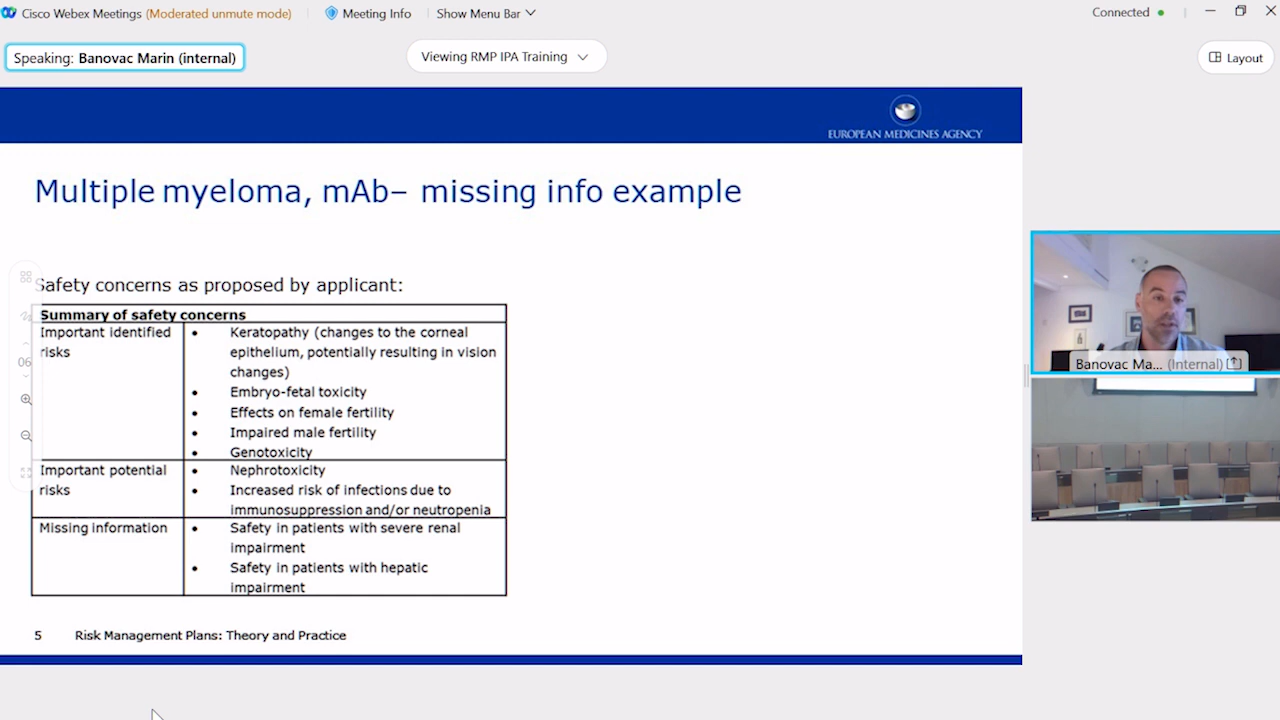 Cisco Webex Meetings (Moderated unmute mode) Meeting Info Show Menu Bar Connected
Speaking: Banovac Marin (internal) Viewing RMP IPA Training Layout
EUROPEAN MEDICINES AGENCY
Multiple myeloma, mAb– missing info example
Safety concerns as proposed by applicant:
Summary of safety concerns
Important identified risks
• Keratopathy (changes to the corneal
epithelium, potentially resulting in vision
changes)
• Embryo-fetal toxicity
• Effects on female fertility
• Impaired male fertility
• Genotoxicity
Important potential risks
• Nephrotoxicity
• Increased risk of infections due to
immunosuppression and/or neutropenia
Missing information
• Safety in patients with severe renal
impairment
• Safety in patients with hepatic
impairment
5 Risk Management Plans: Theory and Practice
06
Banovac Ma... (Internal)